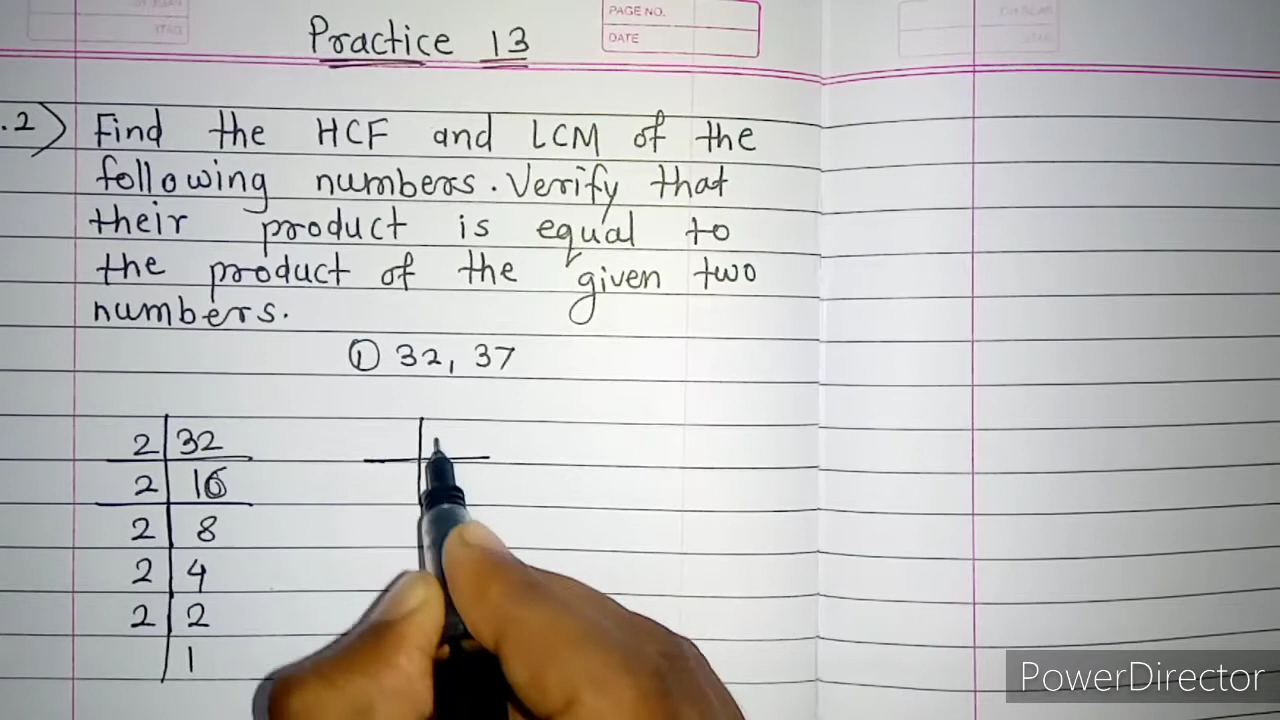 PAGE NO.
DATE
Practice 13
.2) Find the HCF and LCM of the
following numbers. Verify that
their product is equal to
the product of the given two
numbers.
① 32, 37
2 32
2 16
2 8
2 4
2 2
1
PowerDirector